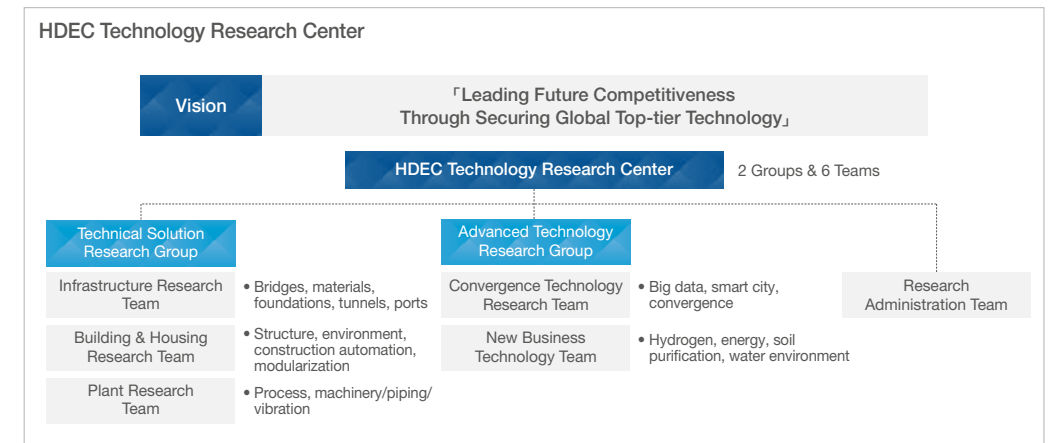 HDEC Technology Research Center
Vision
「Leading Future Competitiveness
Through Securing Global Top-tier Technology」
HDEC Technology Research Center
2 Groups & 6 Teams
Technical Solution
Research Group
Infrastructure Research
Team
• Bridges, materials,
foundations, tunnels, ports
Building & Housing
Research Team
• Structure, environment,
construction automation,
modularization
Plant Research
Team
• Process, machinery/piping/
vibration
Advanced Technology
Research Group
Convergence Technology
Research Team
• Big data, smart city,
convergence
New Business
Technology Team
• Hydrogen, energy, soil
purification, water environment
Research
Administration Team